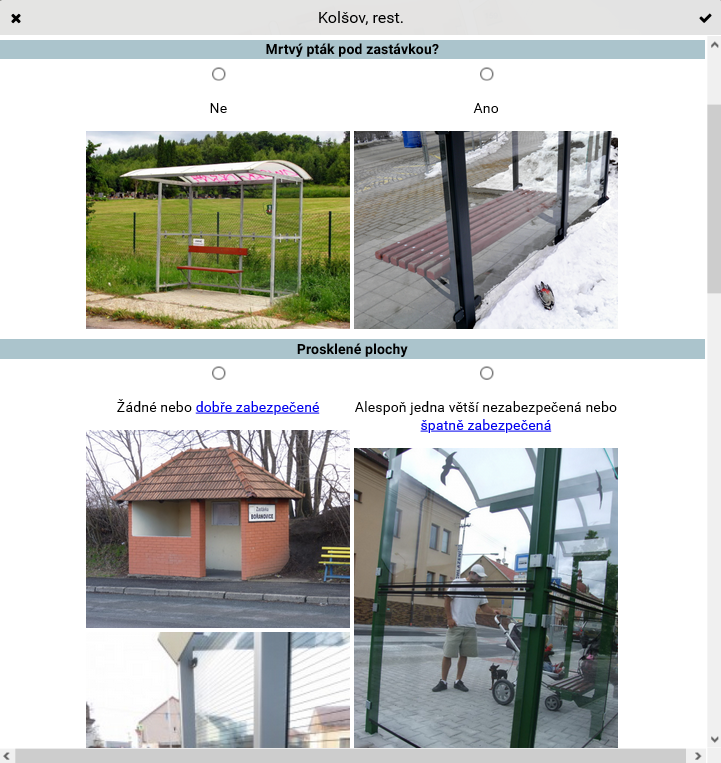 Kolšov, rest.
Mrtvý pták pod zastávkou?
Ne
Ano
Prosklené plochy
Žádné nebo dobře zabezpečené
Alespoň jedna větší nezabezpečená nebo
špatně zabezpečená
BOŘANOVICE